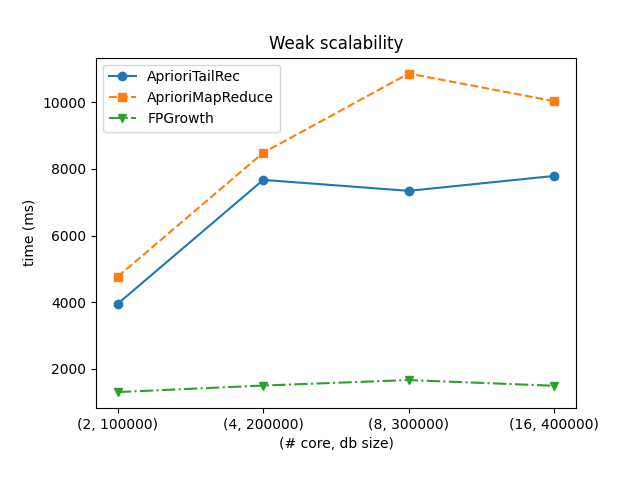 Weak scalability
AprioriTailRec
AprioriMapReduce
FPGrowth
10000
8000
6000
4000
2000
time (ms)
(2, 100000)
(4, 200000)
(8, 300000)
(16, 400000)
(# core, db size)